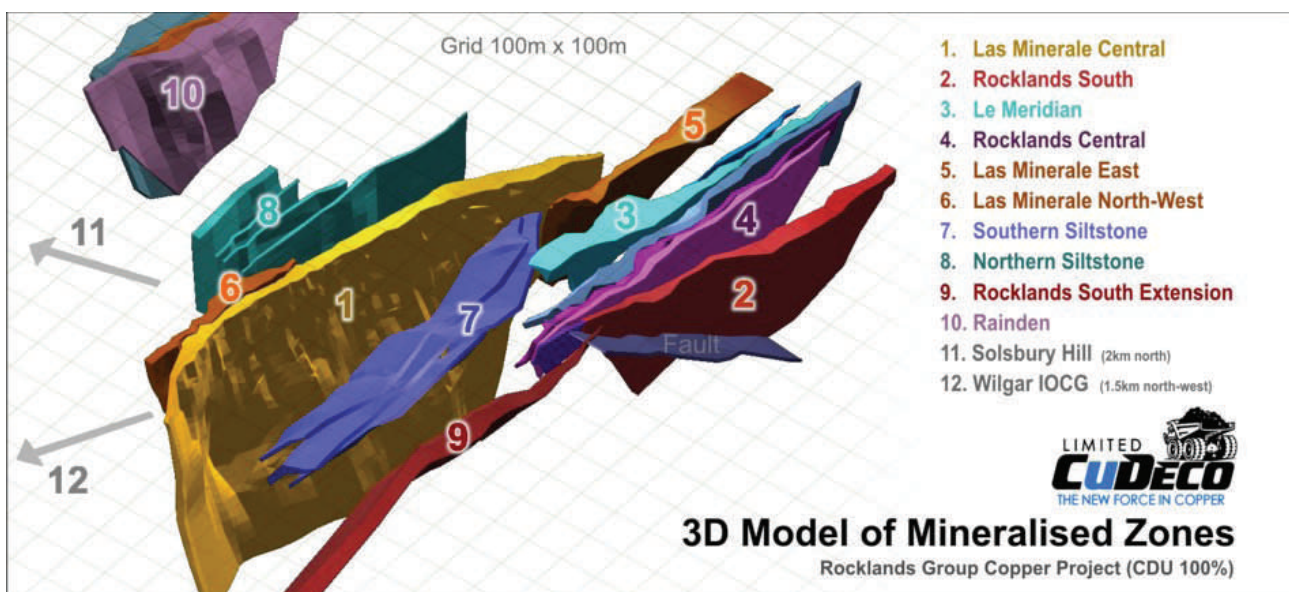 Grid 100m x 100m
10
5
8
3
11
4
6
1
2
7
Fault
9
12
1. Las Minerale Central
2. Rocklands South
3. Le Meridian
4. Rocklands Central
5. Las Minerale East
6. Las Minerale North-West
7. Southern Siltstone
8. Northern Siltstone
9. Rocklands South Extension
10. Rainden
11. Solsbury Hill (2km north)
12. Wilgar IOCG (1.5km north-west)
LIMITED
CuDECO
THE NEW FORCE IN COPPER
3D Model of Mineralised Zones
Rocklands Group Copper Project (CDU 100%)